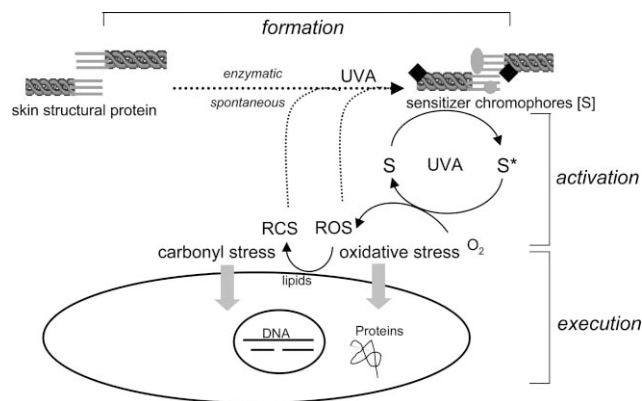 formation
enzymatic
UVA
spontaneous
skin structural protein
sensitizer chromophores [S]
S
UVA
S*
activation
RCS
ROS
carbonyl stress
oxidative stress
O2
lipids
DNA
Proteins
execution